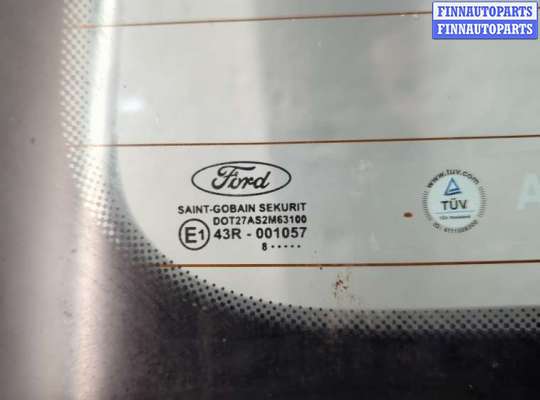 FINNAUTOPARTS
FINNAUTOPARTS
Ford
SAINT-GOBAIN SEKURIT
DOT27AS2M63100
E1 43R - 001057
8 • • • • •
www.tuv.com
TÜV
A